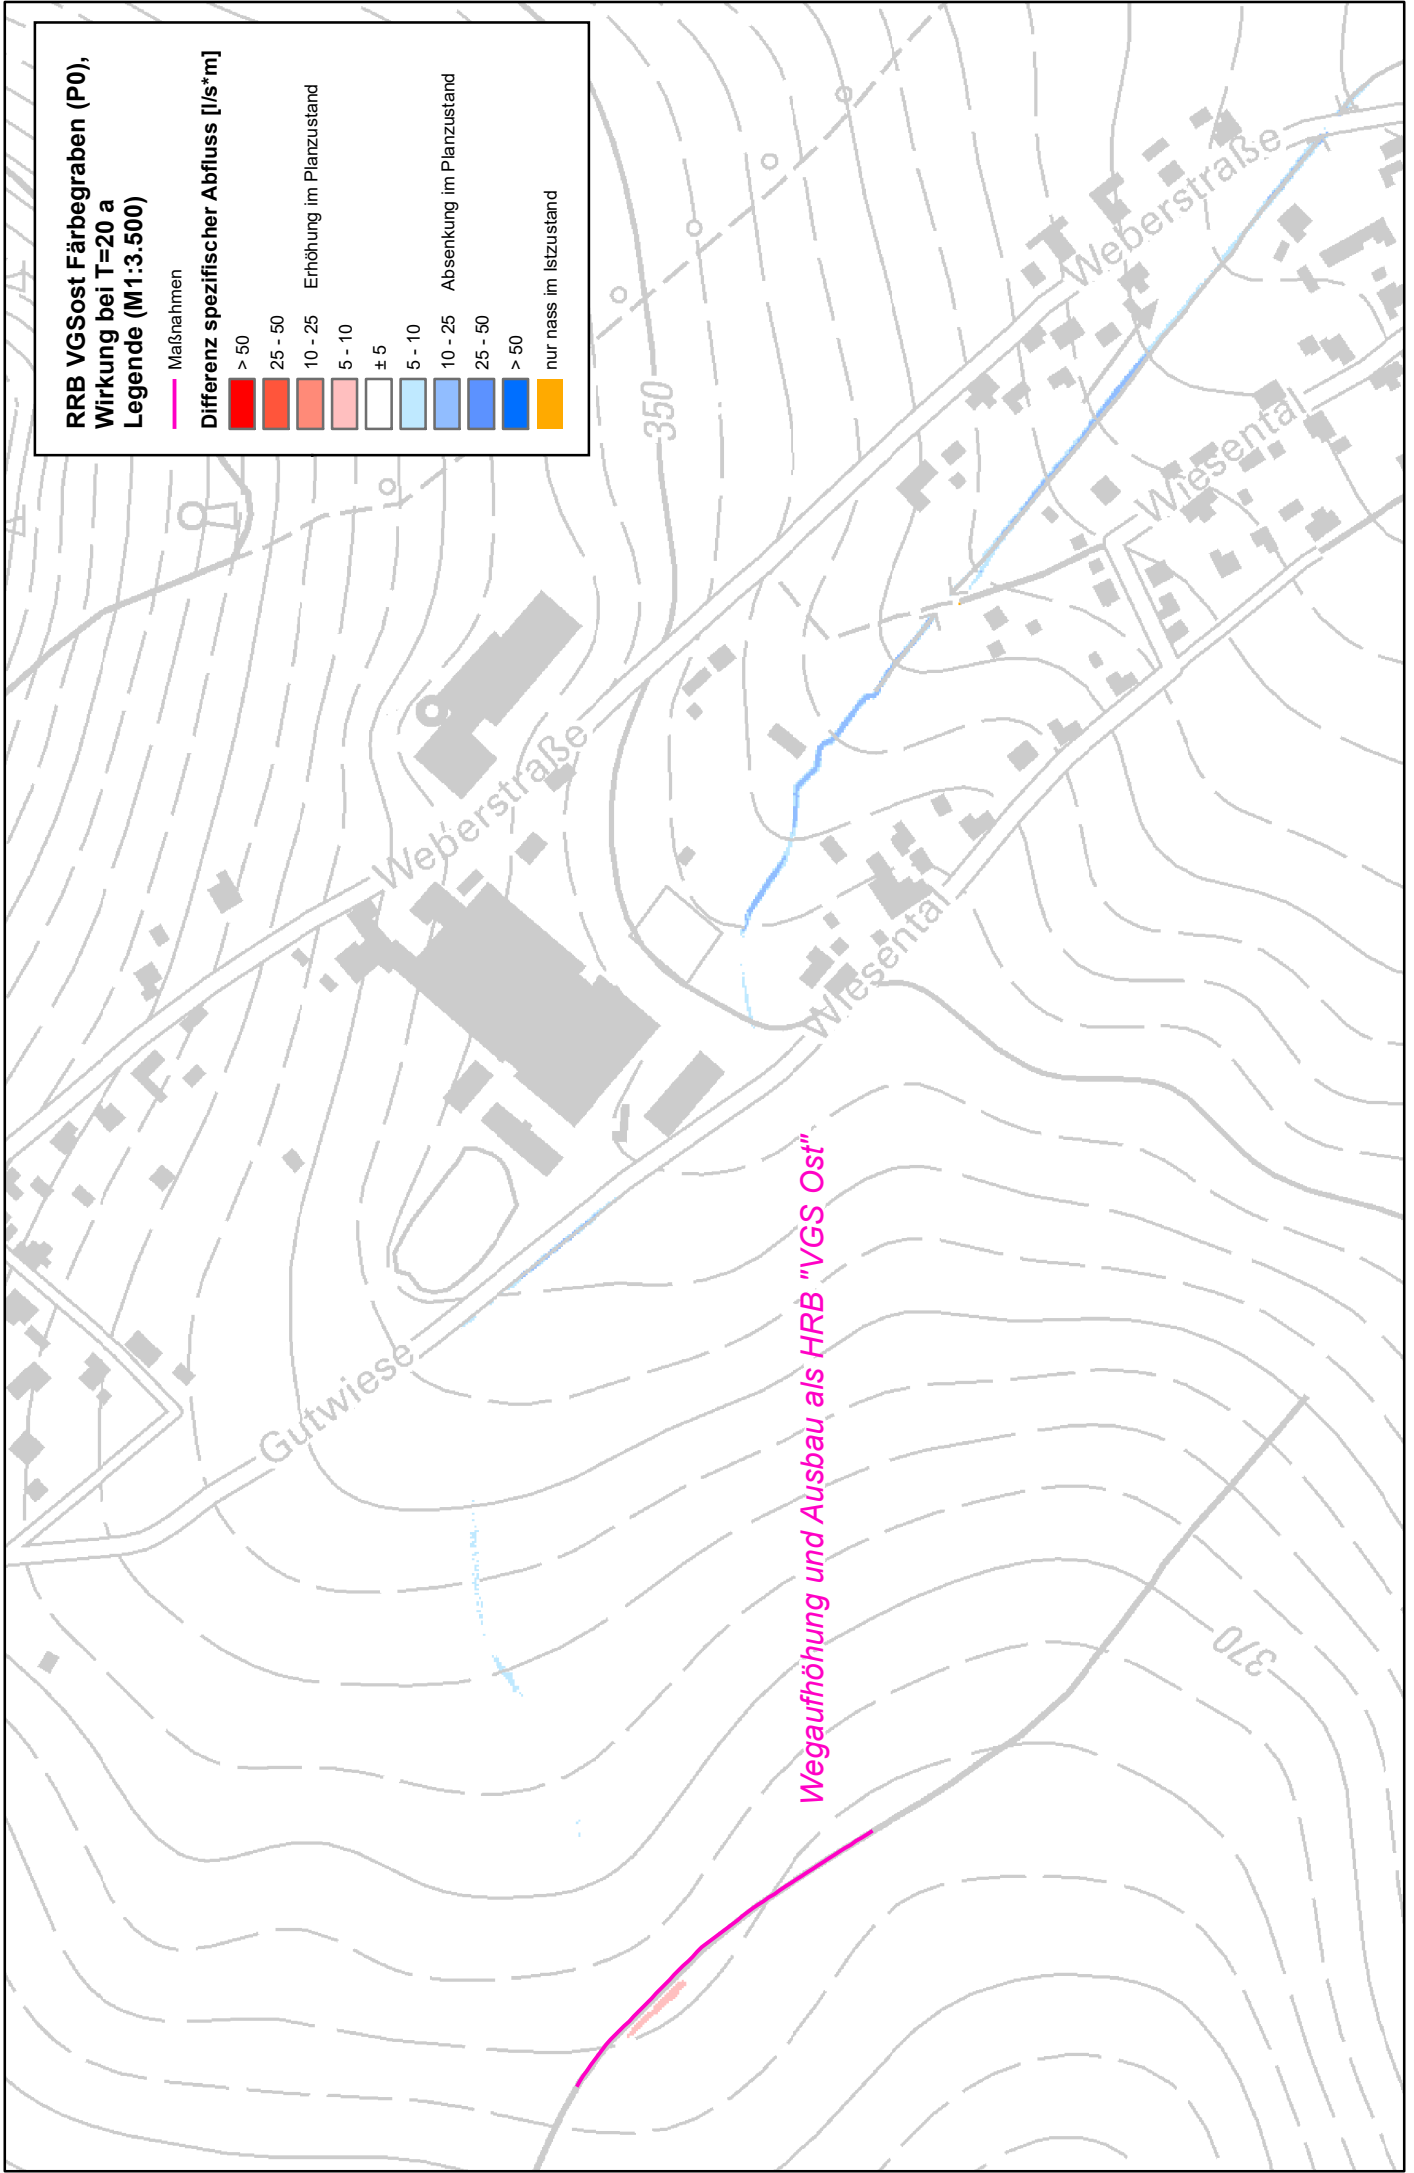 RRB VGSost Färbegraben (P0),
Wirkung bei T=20 a
Legende (M1:3.500)
Maßnahmen
Differenz spezifischer Abfluss [l/s*m]
> 50
25 - 50
10 - 25 Erhöhung im Planzustand
5 - 10
± 5
5 - 10
10 - 25 Absenkung im Planzustand
25 - 50
> 50
nur nass im Istzustand
350
Weberstraße
Weberstraße
Wiesental
Wiesental
Gutwiese
Wegaufhöhung und Ausbau als HRB "VGS Ost"
370